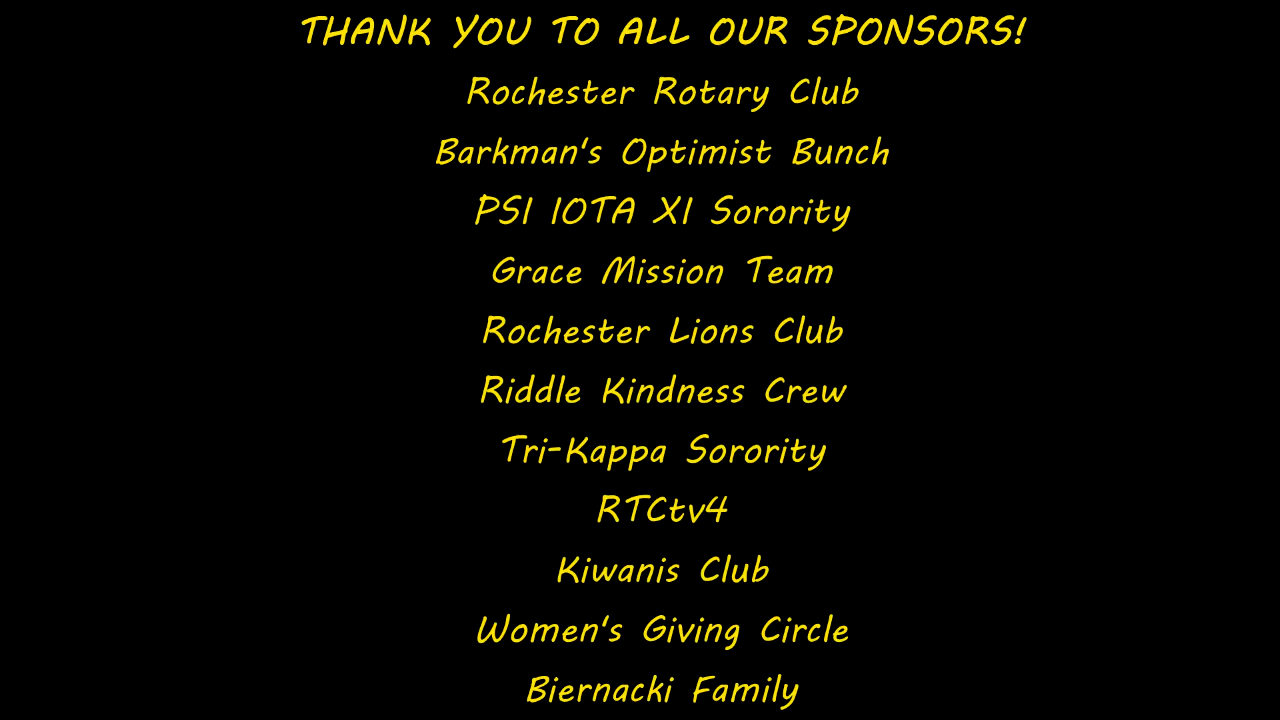 THANK YOU TO ALL OUR SPONSORS!
Rochester Rotary Club
Barkman's Optimist Bunch
PSI IOTA XI Sorority
Grace Mission Team
Rochester Lions Club
Riddle Kindness Crew
Tri-Kappa Sorority
RTCtv4
Kiwanis Club
Women's Giving Circle
Biernacki Family